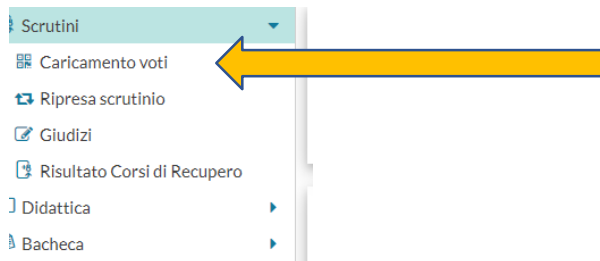 Scrutini
Caricamento voti
Ripresa scrutinio
Giudizi
Risultato Corsi di Recupero
Didattica
Bacheca